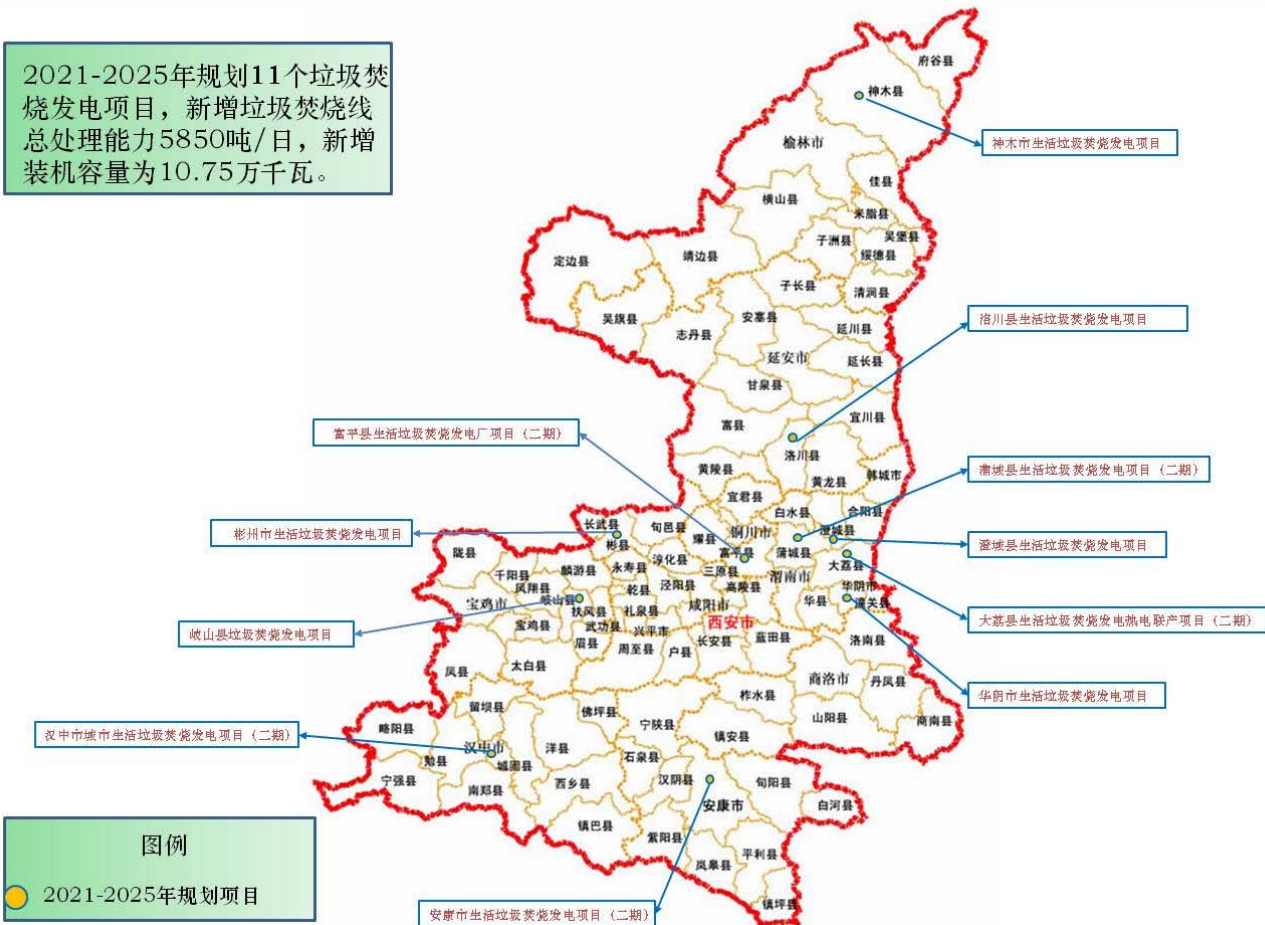 2021-2025年规划11个垃圾焚
烧发电项目，新增垃圾焚烧线
总处理能力5850吨/日，新增
装机容量为10.75万千瓦。
府谷县
神木县
神木市生活垃圾焚烧发电项目
榆林市
佳县
横山县
米脂县
吴堡县
子洲县
绥德县
靖边县
定边县
子长县
清涧县
吴旗县
安塞县
志丹县
延川县
洛川县生活垃圾焚烧发电项目
延安市
延长县
甘泉县
宜川县
富县
富平县生活垃圾焚烧发电厂项目（二期）
洛川县
黄陵县
黄龙县
韩城市
蒲城县生活垃圾焚烧发电项目（二期）
宜君县
白水县
合阳县
长武县
旬邑县
铜川市
澄城县
彬州市生活垃圾焚烧发电项目
彬县
耀县
澄城县生活垃圾焚烧发电项目
陇县
富平县
蒲城县
麟游县
永寿县
淳化县
三原县
大荔县
千阳县
渭南市
凤翔县
乾县
泾阳县
高陵县
华阴市
宝鸡市
岐山县
咸阳市
华县
潼关县
扶风县
礼泉县
大荔县生活垃圾焚烧发电热电联产项目（二期）
宝鸡县
武功县
兴平市
西安市
岐山县垃圾焚烧发电项目
眉县
周至县
户县
长安县
蓝田县
洛南县
凤县
太白县
商洛市
丹凤县
华阴市生活垃圾焚烧发电项目
柞水县
留坝县
佛坪县
宁陕县
山阳县
商南县
略阳县
汉中市城市生活垃圾焚烧发电项目（二期）
汉中市
洋县
镇安县
勉县
城固县
石泉县
宁强县
南郑县
西乡县
汉阴县
旬阳县
安康市
白河县
镇巴县
紫阳县
岚皋县
平利县
镇坪县
图例
2021-2025年规划项目
安康市生活垃圾焚烧发电项目（二期）